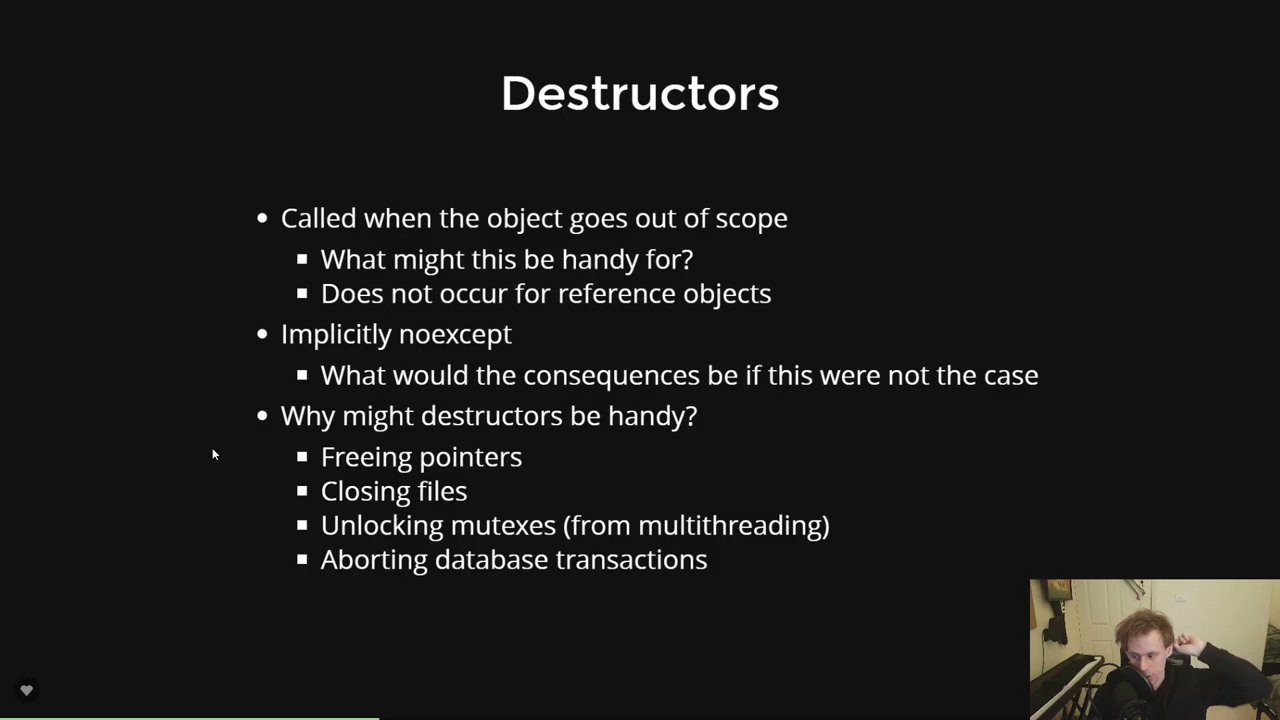 Destructors
Called when the object goes out of scope
What might this be handy for?
Does not occur for reference objects
Implicitly noexcept
What would the consequences be if this were not the case
Why might destructors be handy?
Freeing pointers
Closing files
Unlocking mutexes (from multithreading)
Aborting database transactions